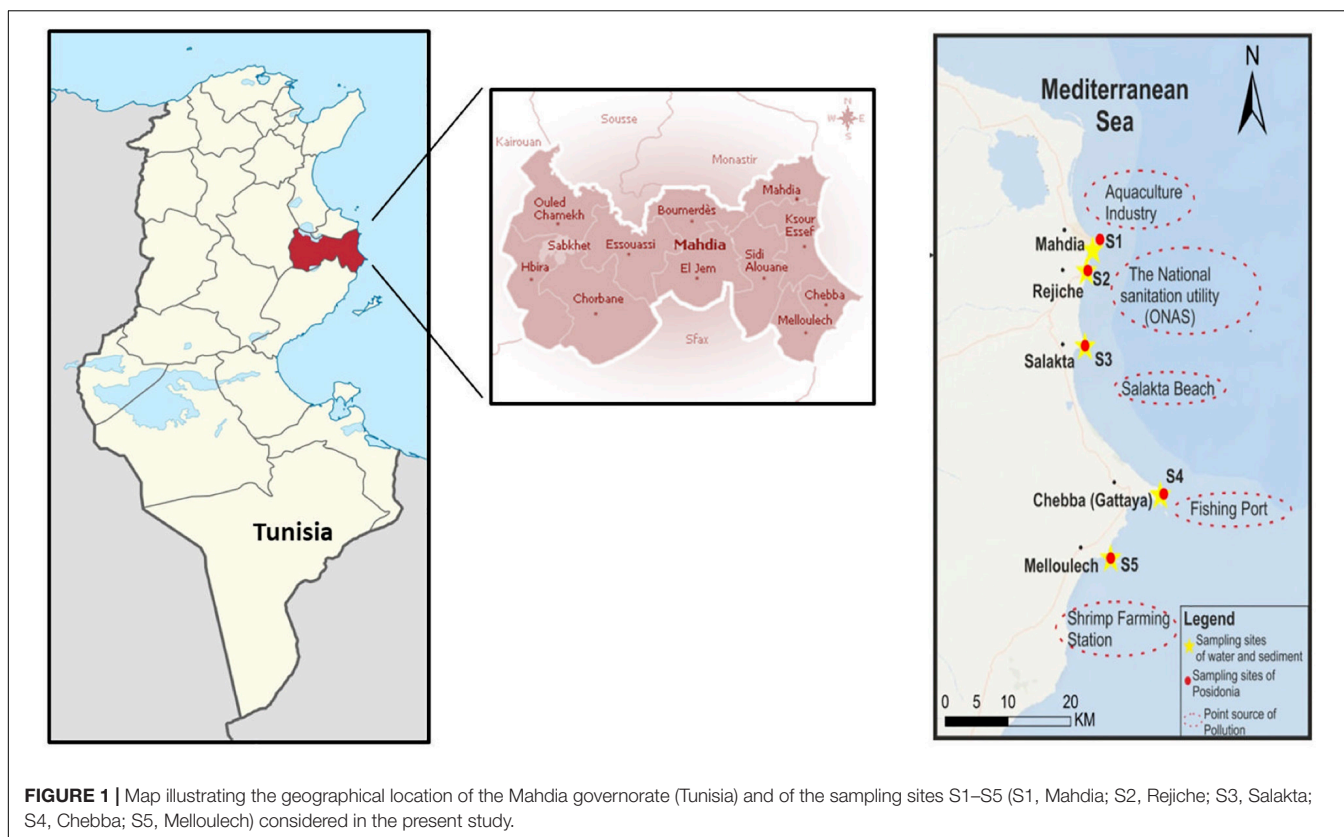 Tunisia
N
W
E
S
Sousse
Kairouan
Monastir
Mahdia
Ouled
Chamekh
Boumerdès
Ksour
Essef
Sabkhet
Essouassi
Mahdia
Sidi
Alouane
Hbira
El Jem
Chorbane
Chebba
Melloulech
Sfax
Mediterranean
Sea
N
Aquaculture
Industry
Mahdia
S1
S2
Rejiche
The National
sanitation utility
(ONAS)
Salakta
S3
Salakta Beach
S4
Chebba (Gattaya)
Fishing Port
Melloulech
S5
Shrimp Farming
Station
Legend
Sampling sites
of water and sediment
Sampling sites of
Posidonia
Point source of
Pollution
0 5 10 20
KM
FIGURE 1 | Map illustrating the geographical location of the Mahdia governorate (Tunisia) and of the sampling sites S1–S5 (S1, Mahdia; S2, Rejiche; S3, Salakta;
S4, Chebba; S5, Melloulech) considered in the present study.